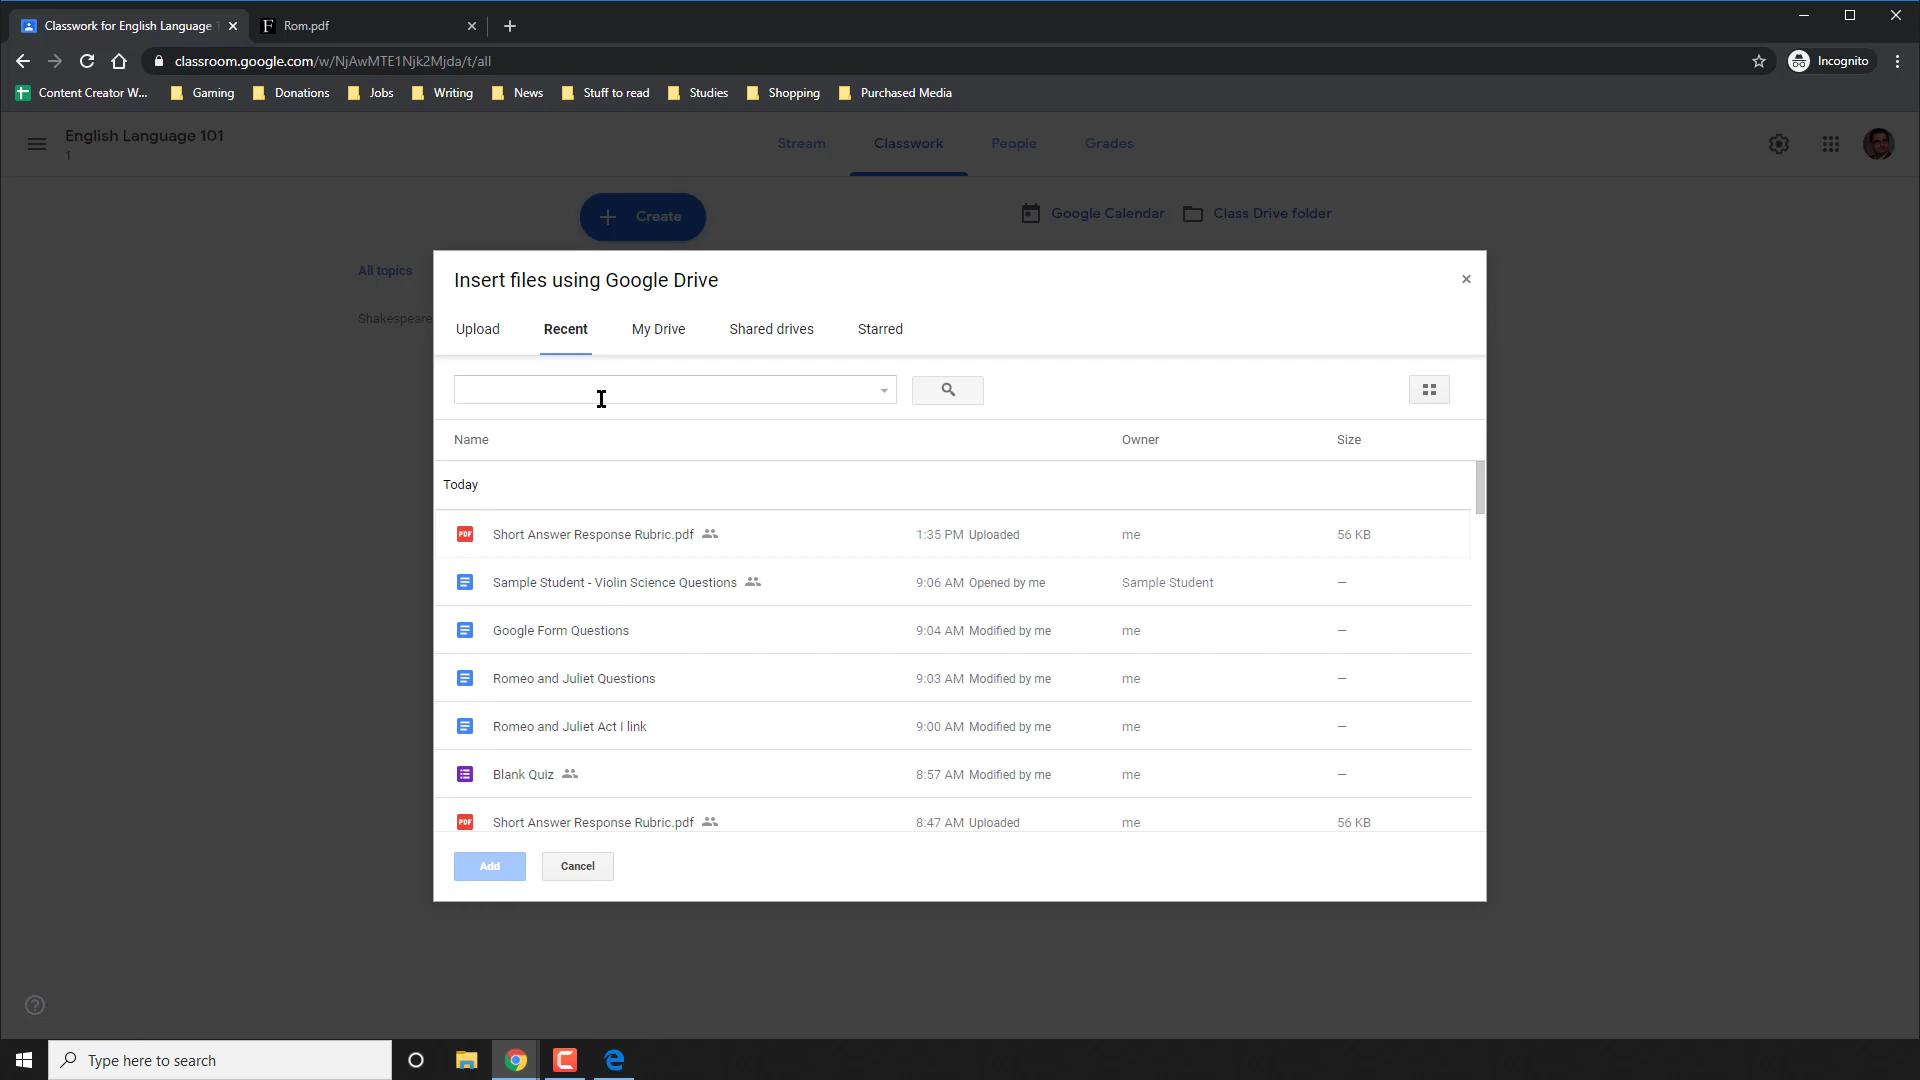 Classwork for English Language 1
F Rom.pdf
classroom.google.com/w/NjAwMTE1Njk2Mjda/t/all
Incognito
Content Creator W...
Gaming
Donations
Jobs
Writing
News
Stuff to read
Studies
Shopping
Purchased Media
English Language 101
1
Stream
Classwork
People
Grades
Create
Google Calendar
Class Drive folder
All topics
Shakespeare
Insert files using Google Drive
Upload
Recent
My Drive
Shared drives
Starred
Name Owner Size
Today
PDF Short Answer Response Rubric.pdf 1:35 PM Uploaded me 56 KB
Sample Student - Violin Science Questions 9:06 AM Opened by me Sample Student —
Google Form Questions 9:04 AM Modified by me me —
Romeo and Juliet Questions 9:03 AM Modified by me me —
Romeo and Juliet Act I link 9:00 AM Modified by me me —
Blank Quiz 8:57 AM Modified by me me —
PDF Short Answer Response Rubric.pdf 8:47 AM Uploaded me 56 KB
Add
Cancel
Type here to search